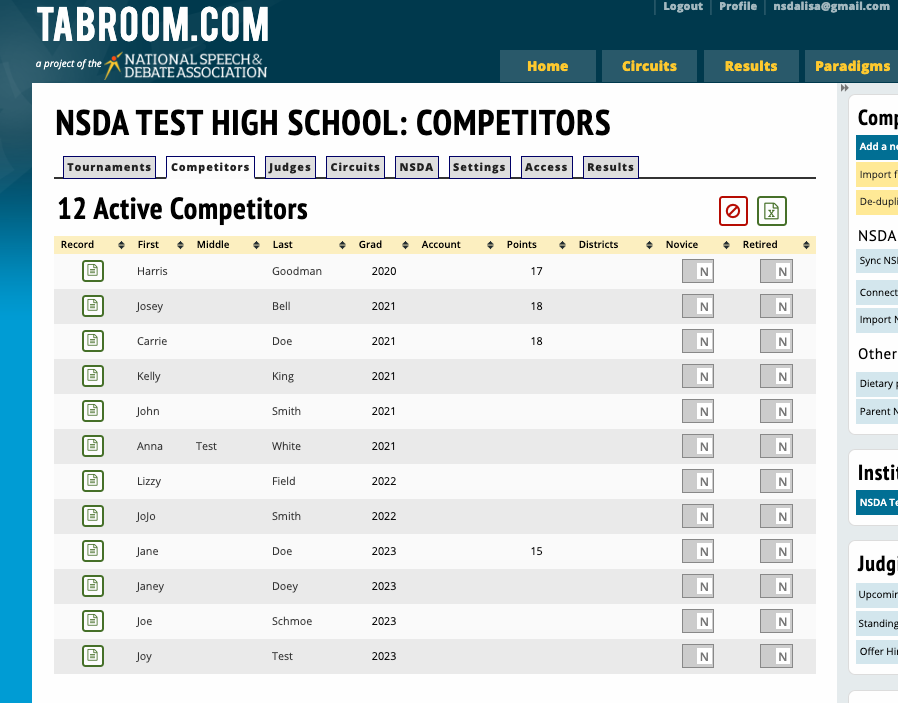 TABROOM.COM
a project of the NATIONAL SPEECH & DEBATE ASSOCIATION
Logout Profile nsdalisa@gmail.com
Home Circuits Results Paradigms
NSDA TEST HIGH SCHOOL: COMPETITORS
Tournaments Competitors Judges Circuits NSDA Settings Access Results
12 Active Competitors
Record First Middle Last Grad Account Points Districts Novice Retired
Harris Goodman 2020 17 N N
Josey Bell 2021 18 N N
Carrie Doe 2021 18 N N
Kelly King 2021 N N
John Smith 2021 N N
Anna Test White 2021 N N
Lizzy Field 2022 N N
JoJo Smith 2022 N N
Jane Doe 2023 15 N N
Janey Doey 2023 N N
Joe Schmoe 2023 N N
Joy Test 2023 N N
Comp
Add a ne
Import f
De-dupli
NSDA
Sync NSD
Connect
Import N
Other
Dietary p
Parent N
Instit
NSDA Te
Judgi
Upcomin
Standing
Offer Hir